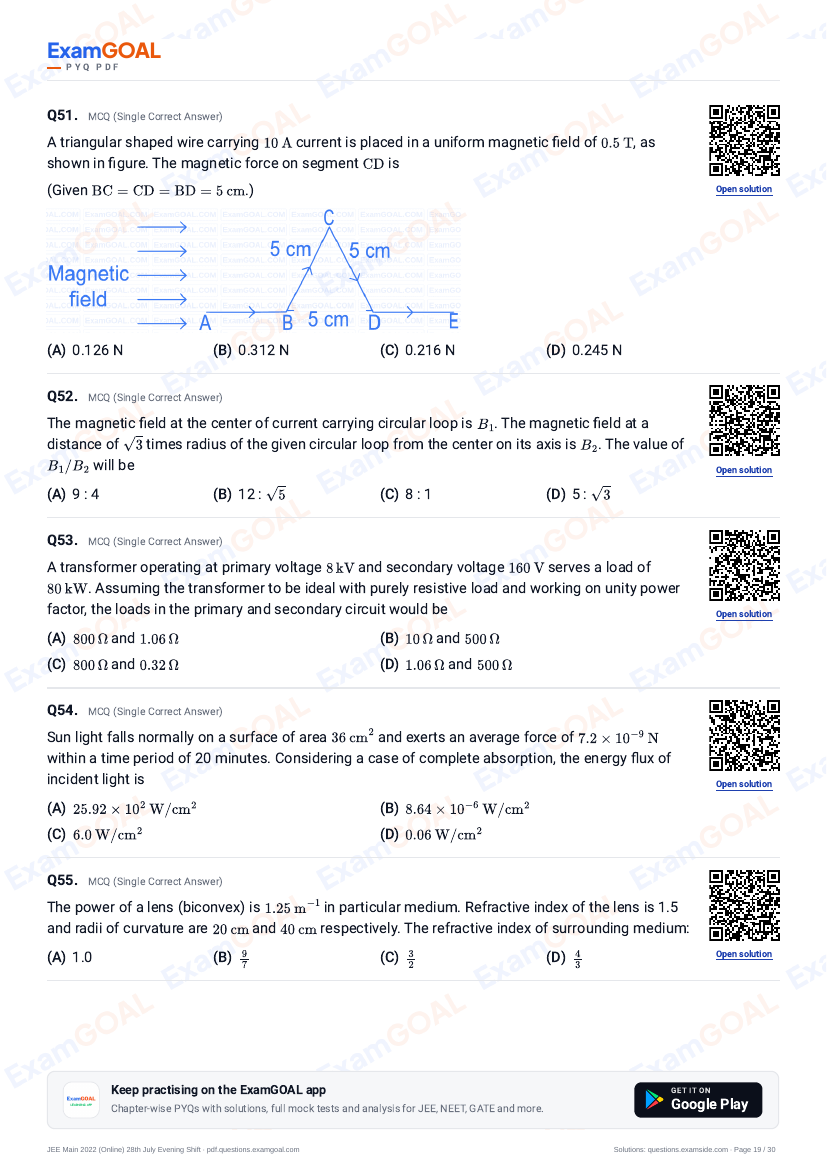 ExamGOAL
PYQ PDF
Q51. MCQ (Single Correct Answer)
A triangular shaped wire carrying 10 A current is placed in a uniform magnetic field of 0.5 T, as
shown in figure. The magnetic force on segment CD is
(Given BC = CD = BD = 5 cm.)
Open solution
C
5 cm 5 cm
Magnetic
field
A B 5 cm D E
(A) 0.126 N (B) 0.312 N (C) 0.216 N (D) 0.245 N
Q52. MCQ (Single Correct Answer)
The magnetic field at the center of current carrying circular loop is B₁. The magnetic field at a
distance of √3 times radius of the given circular loop from the center on its axis is B₂. The value of
B₁/B₂ will be
Open solution
(A) 9 : 4 (B) 12 : √5 (C) 8 : 1 (D) 5 : √3
Q53. MCQ (Single Correct Answer)
A transformer operating at primary voltage 8 kV and secondary voltage 160 V serves a load of
80 kW. Assuming the transformer to be ideal with purely resistive load and working on unity power
factor, the loads in the primary and secondary circuit would be
Open solution
(A) 800 Ω and 1.06 Ω (B) 10 Ω and 500 Ω
(C) 800 Ω and 0.32 Ω (D) 1.06 Ω and 500 Ω
Q54. MCQ (Single Correct Answer)
Sun light falls normally on a surface of area 36 cm² and exerts an average force of 7.2 × 10⁻⁹ N
within a time period of 20 minutes. Considering a case of complete absorption, the energy flux of
incident light is
Open solution
(A) 25.92 × 10² W/cm² (B) 8.64 × 10⁻⁶ W/cm²
(C) 6.0 W/cm² (D) 0.06 W/cm²
Q55. MCQ (Single Correct Answer)
The power of a lens (biconvex) is 1.25 m⁻¹ in particular medium. Refractive index of the lens is 1.5
and radii of curvature are 20 cm and 40 cm respectively. The refractive index of surrounding medium:
Open solution
(A) 1.0 (B) 9/7 (C) 3/2 (D) 4/3
ExamGOAL
Keep practising on the ExamGOAL app
Chapter-wise PYQs with solutions, full mock tests and analysis for JEE, NEET, GATE and more.
GET IT ON
Google Play
JEE Main 2022 (Online) 28th July Evening Shift · pdf.questions.examgoal.com
Solutions: questions.examside.com · Page 19 / 30